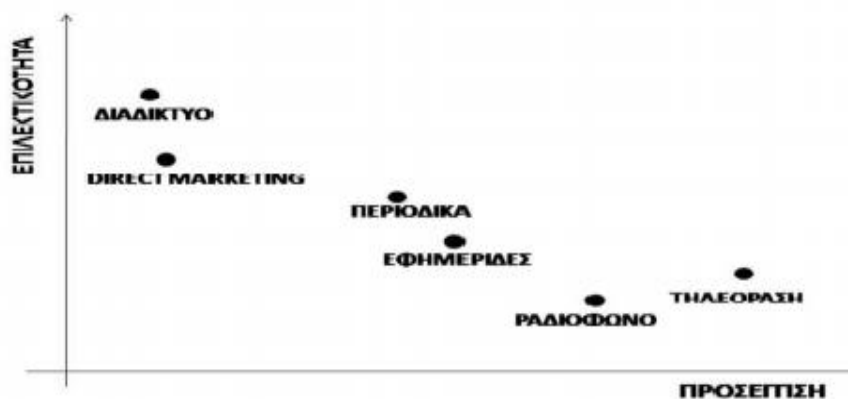 ΕΠΙΛΕΚΤΙΚΟΤΗΤΑ
ΔΙΑΔΙΚΤΥΟ
DIRECT MARKETING
ΠΕΡΙΟΔΙΚΑ
ΕΦΗΜΕΡΙΔΕΣ
ΡΑΔΙΟΦΩΝΟ
ΤΗΛΕΟΡΑΣΗ
ΠΡΟΣΕΓΓΙΣΗ